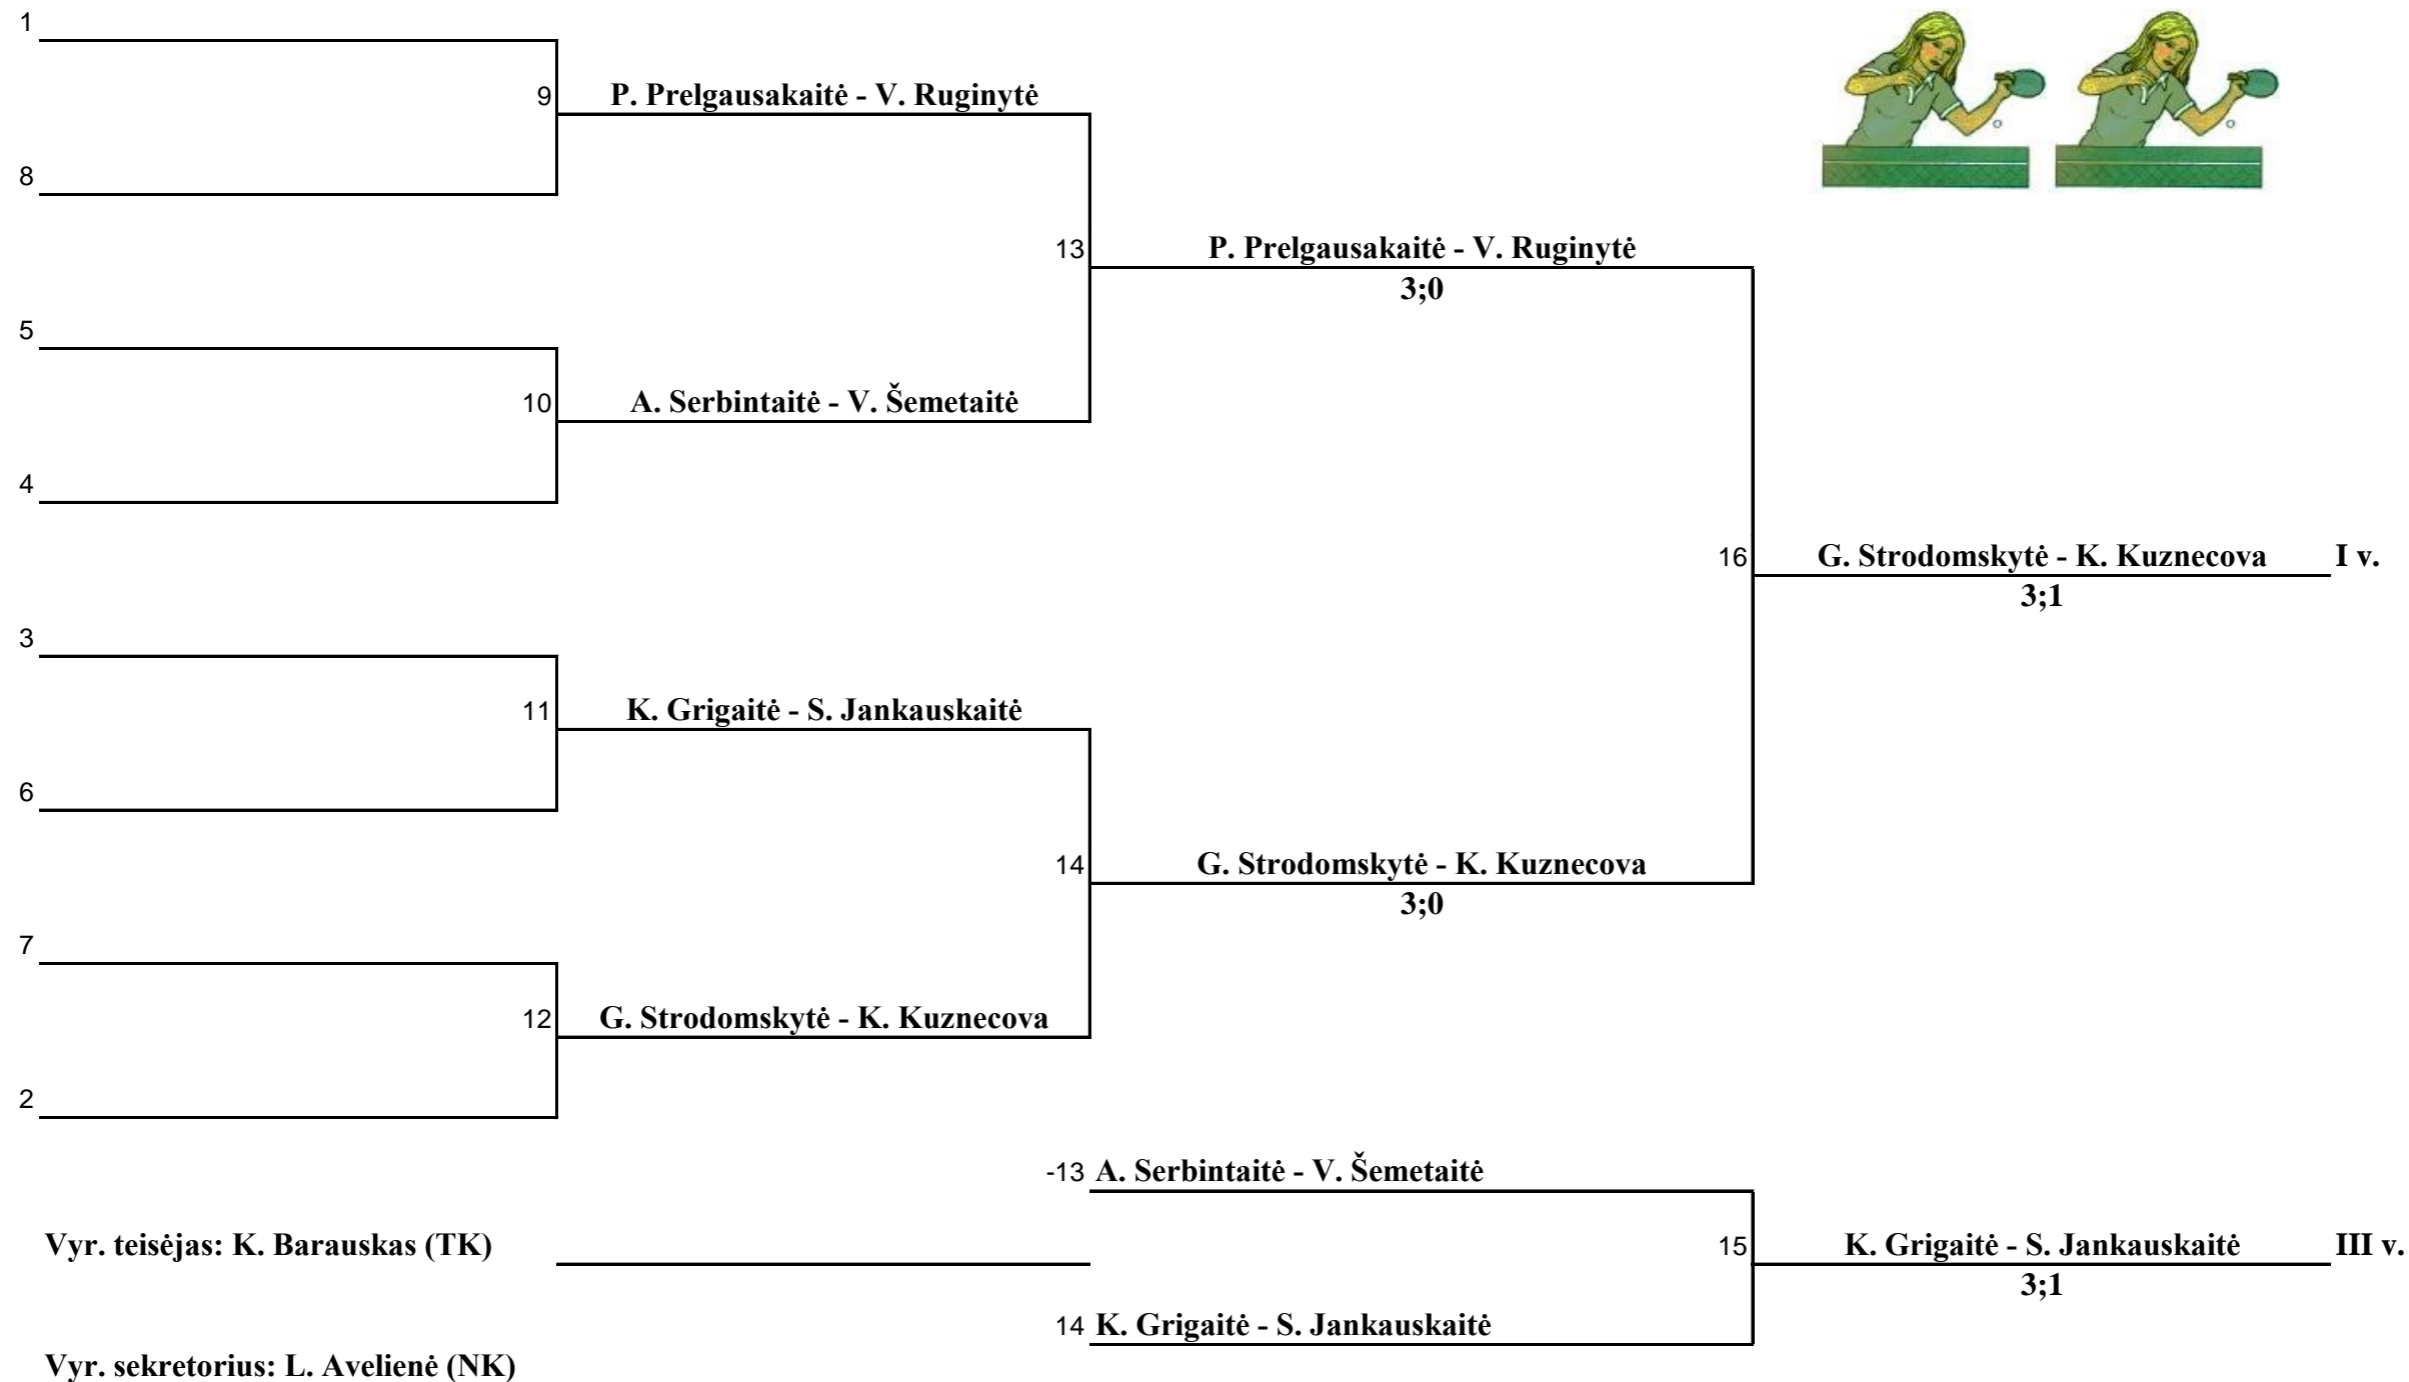 1
9 P. Prelgausakaitė - V. Ruginytė
8
13 P. Prelgausakaitė - V. Ruginytė
3;0
5
10 A. Serbintaitė - V. Šemetaitė
4
16 G. Strodomskytė - K. Kuznecova I v.
3;1
3
11 K. Grigaitė - S. Jankauskaitė
6
14 G. Strodomskytė - K. Kuznecova
3;0
7
12 G. Strodomskytė - K. Kuznecova
2
-13 A. Serbintaitė - V. Šemetaitė
Vyr. teisėjas: K. Barauskas (TK)
15 K. Grigaitė - S. Jankauskaitė III v.
3;1
14 K. Grigaitė - S. Jankauskaitė
Vyr. sekretorius: L. Avelienė (NK)